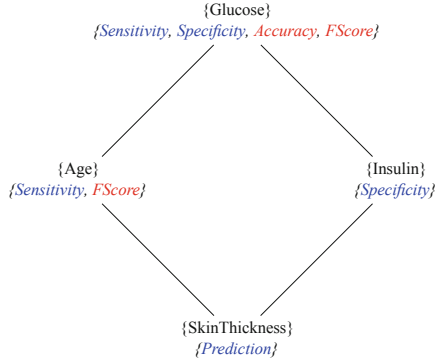 {Glucose}
{Sensitivity, Specificity, Accuracy, FScore}
{Age}
{Sensitivity, FScore}
{Insulin}
{Specificity}
{SkinThickness}
{Prediction}